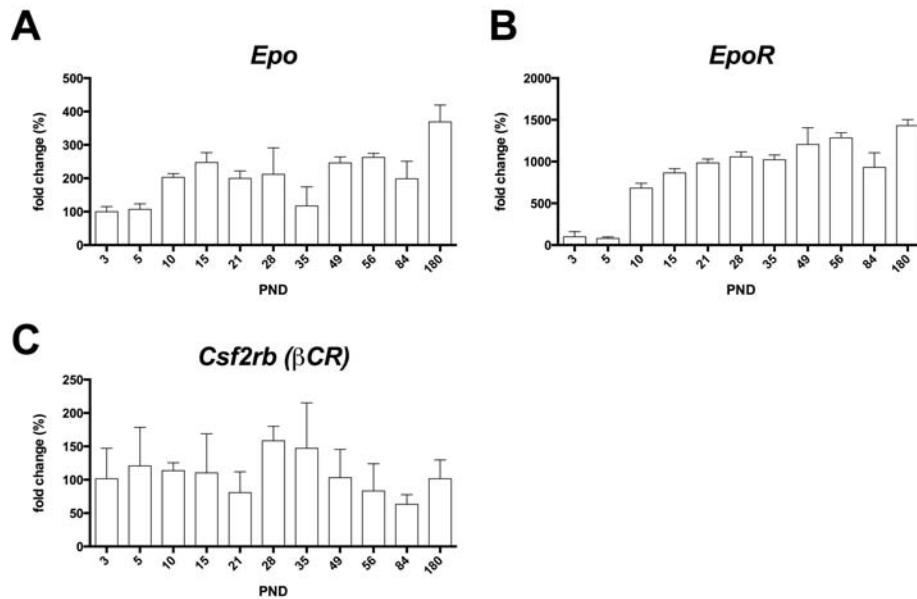 A
Epo
fold change (%)
500
400
300
200
100
0
3 5 10 15 21 28 35 49 56 84 180
PND
B
EpoR
fold change (%)
2000
1500
1000
500
0
3 5 10 15 21 28 35 49 56 84 180
PND
C
Csf2rb (βCR)
fold change (%)
250
200
150
100
50
0
3 5 10 15 21 28 35 49 56 84 180
PND